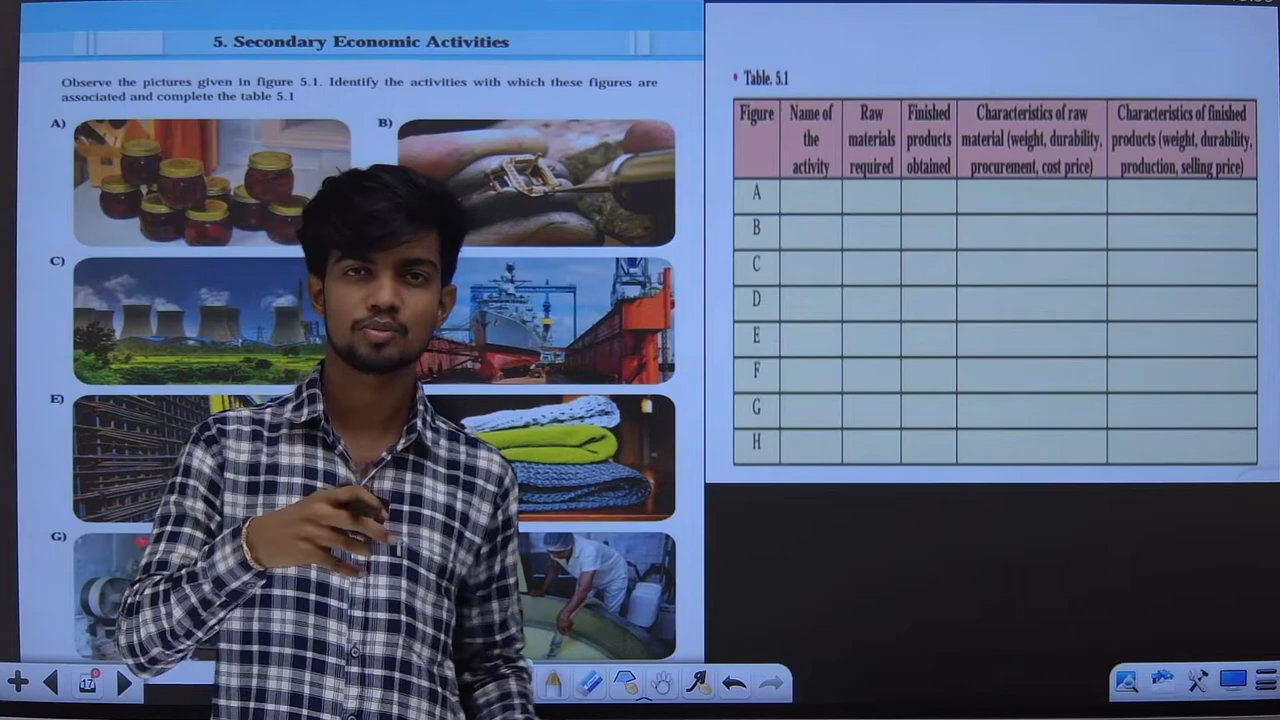 5. Secondary Economic Activities
Observe the pictures given in figure 5.1. Identify the activities with which these figures are
associated and complete the table 5.1
A)
B)
C)
E)
G)
• Table. 5.1
Figure
Name of
the
activity
Raw
materials
required
Finished
products
obtained
Characteristics of raw
material (weight, durability,
procurement, cost price)
Characteristics of finished
products (weight, durability,
production, selling price)
A
B
C
D
E
F
G
H
17